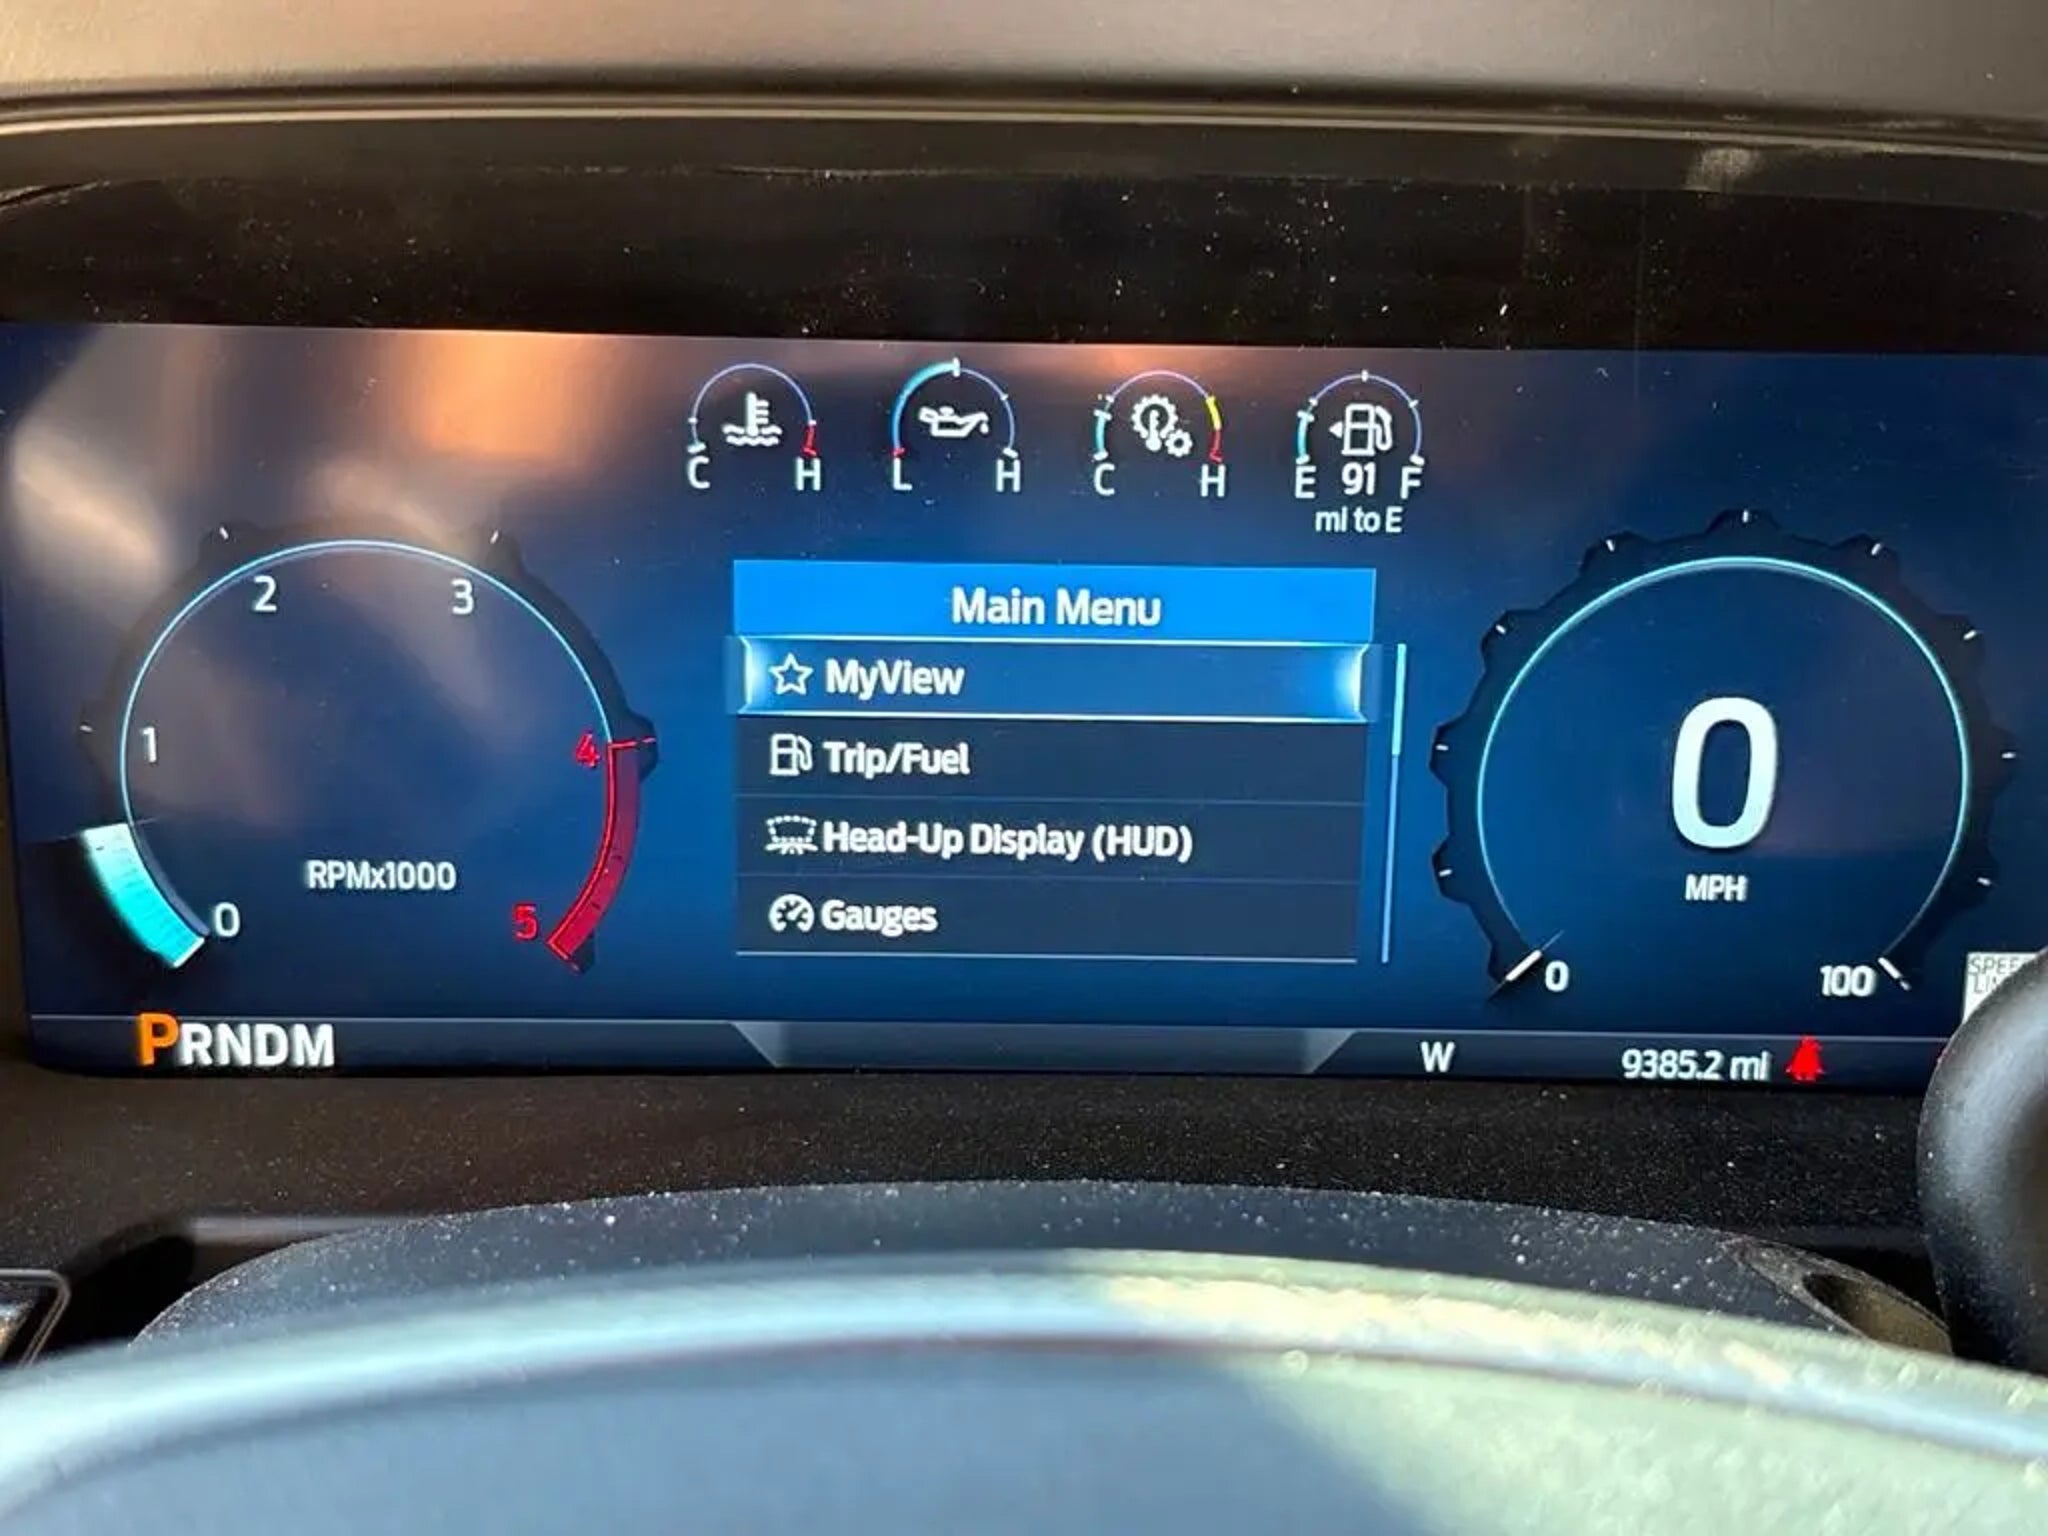 C H
L H
C H
E 91 F
mi to E
2 3
1
4
0
5
RPMx1000
Main Menu
MyView
Trip/Fuel
Head-Up Display (HUD)
Gauges
0
MPH
0 100
PRNDM
W
9385.2 mi